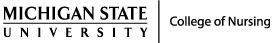 MICHIGAN STATE
UNIVERSITY
College of Nursing